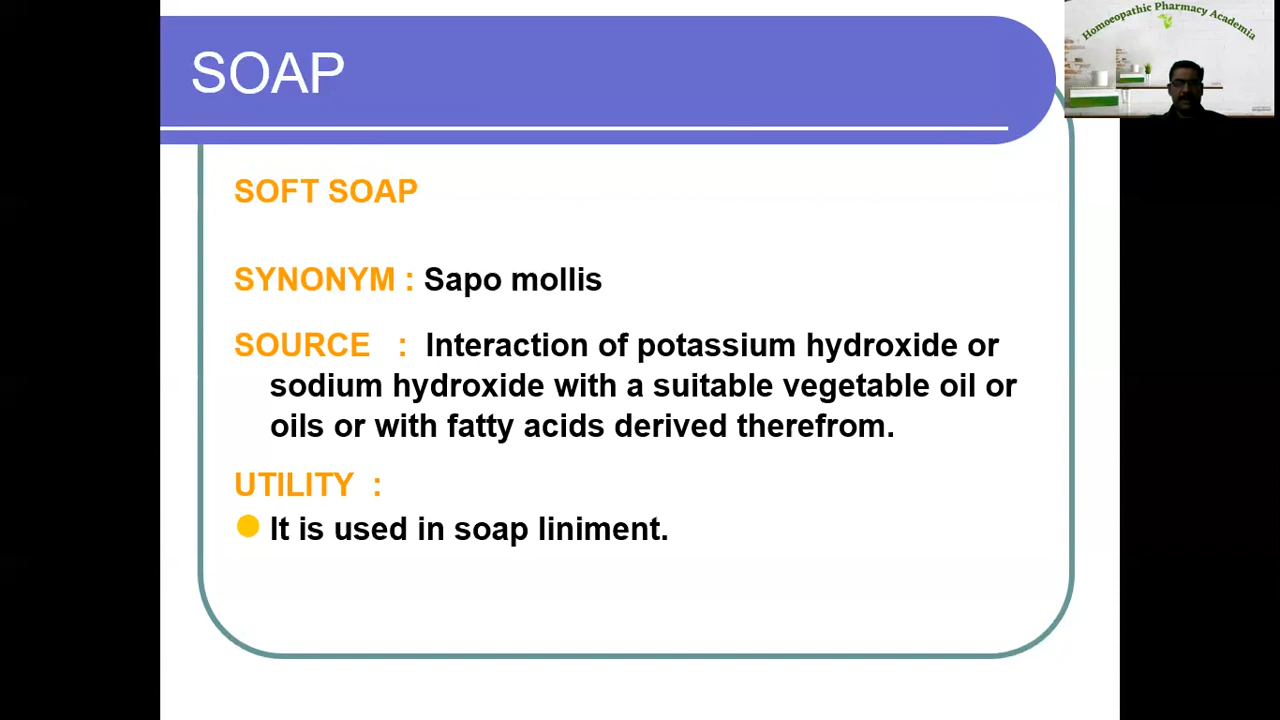 SOAP
Homoeopathic Pharmacy Academia
SOFT SOAP
SYNONYM : Sapo mollis
SOURCE : Interaction of potassium hydroxide or
sodium hydroxide with a suitable vegetable oil or
oils or with fatty acids derived therefrom.
UTILITY :
It is used in soap liniment.